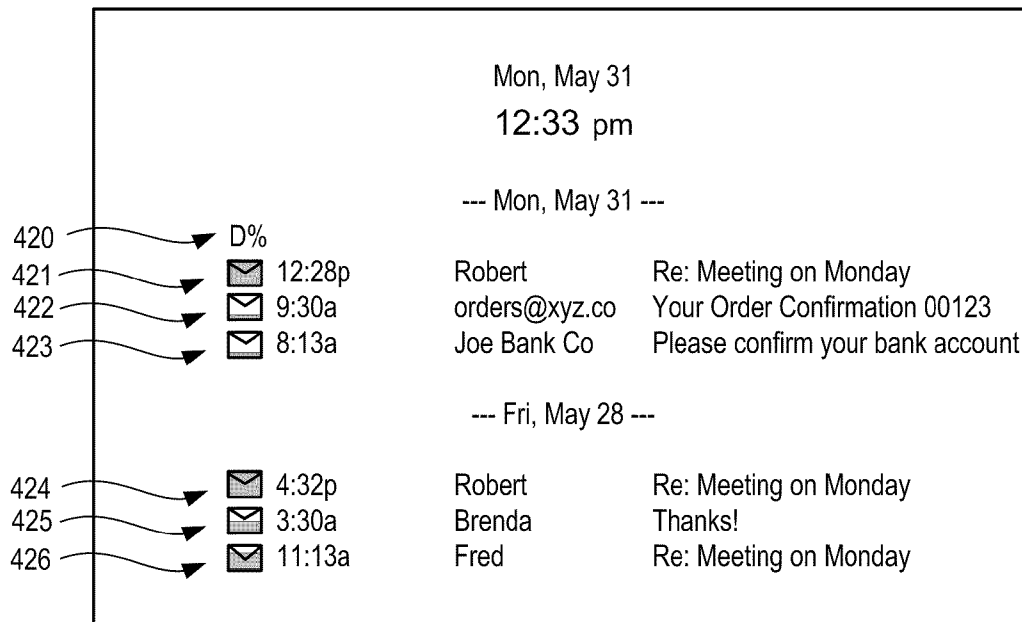 Mon, May 31
12:33 pm
--- Mon, May 31 ---
420 D%
421 12:28p Robert Re: Meeting on Monday
422 9:30a orders@xyz.co Your Order Confirmation 00123
423 8:13a Joe Bank Co Please confirm your bank account
--- Fri, May 28 ---
424 4:32p Robert Re: Meeting on Monday
425 3:30a Brenda Thanks!
426 11:13a Fred Re: Meeting on Monday